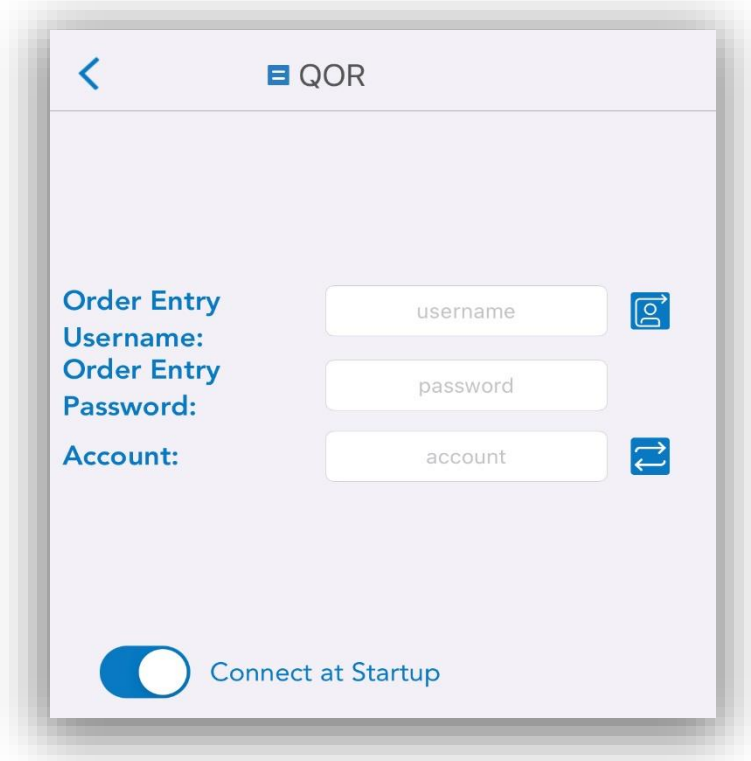 QOR
Order Entry
Username:
username
Order Entry
Password:
password
Account:
account
Connect at Startup